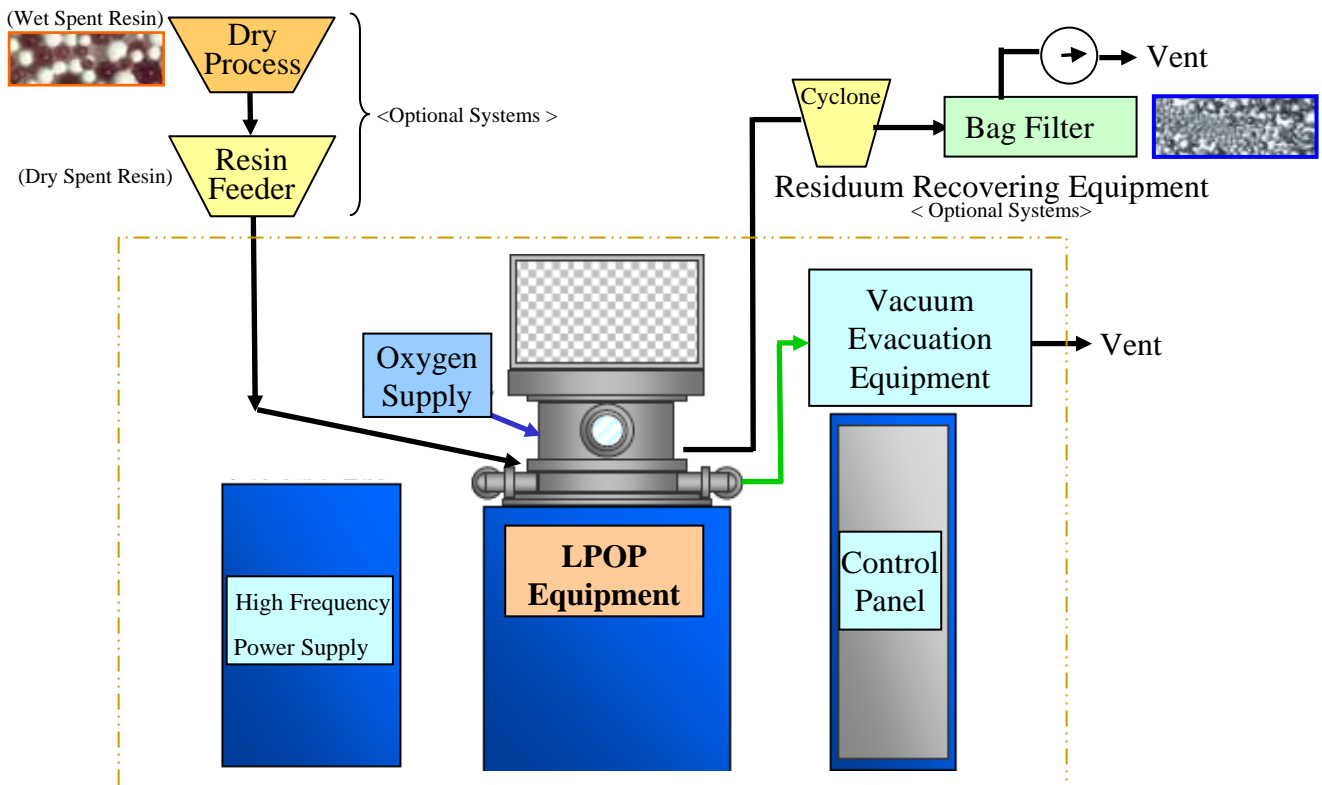 (Wet Spent Resin)
Dry
Process
<Optional Systems >
(Dry Spent Resin)
Resin
Feeder
Cyclone
Bag Filter
Vent
Residuum Recovering Equipment
< Optional Systems>
Oxygen
Supply
Vacuum
Evacuation
Equipment
Vent
High Frequency
Power Supply
LPOP
Equipment
Control
Panel